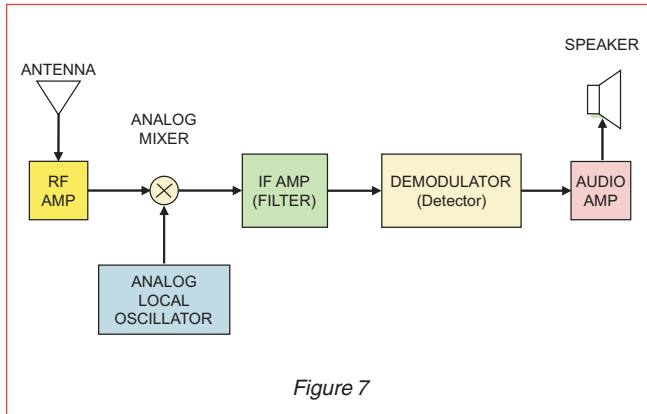 SPEAKER
ANTENNA
ANALOG
MIXER
RF
AMP
IF AMP
(FILTER)
DEMODULATOR
(Detector)
AUDIO
AMP
ANALOG
LOCAL
OSCILLATOR
Figure 7